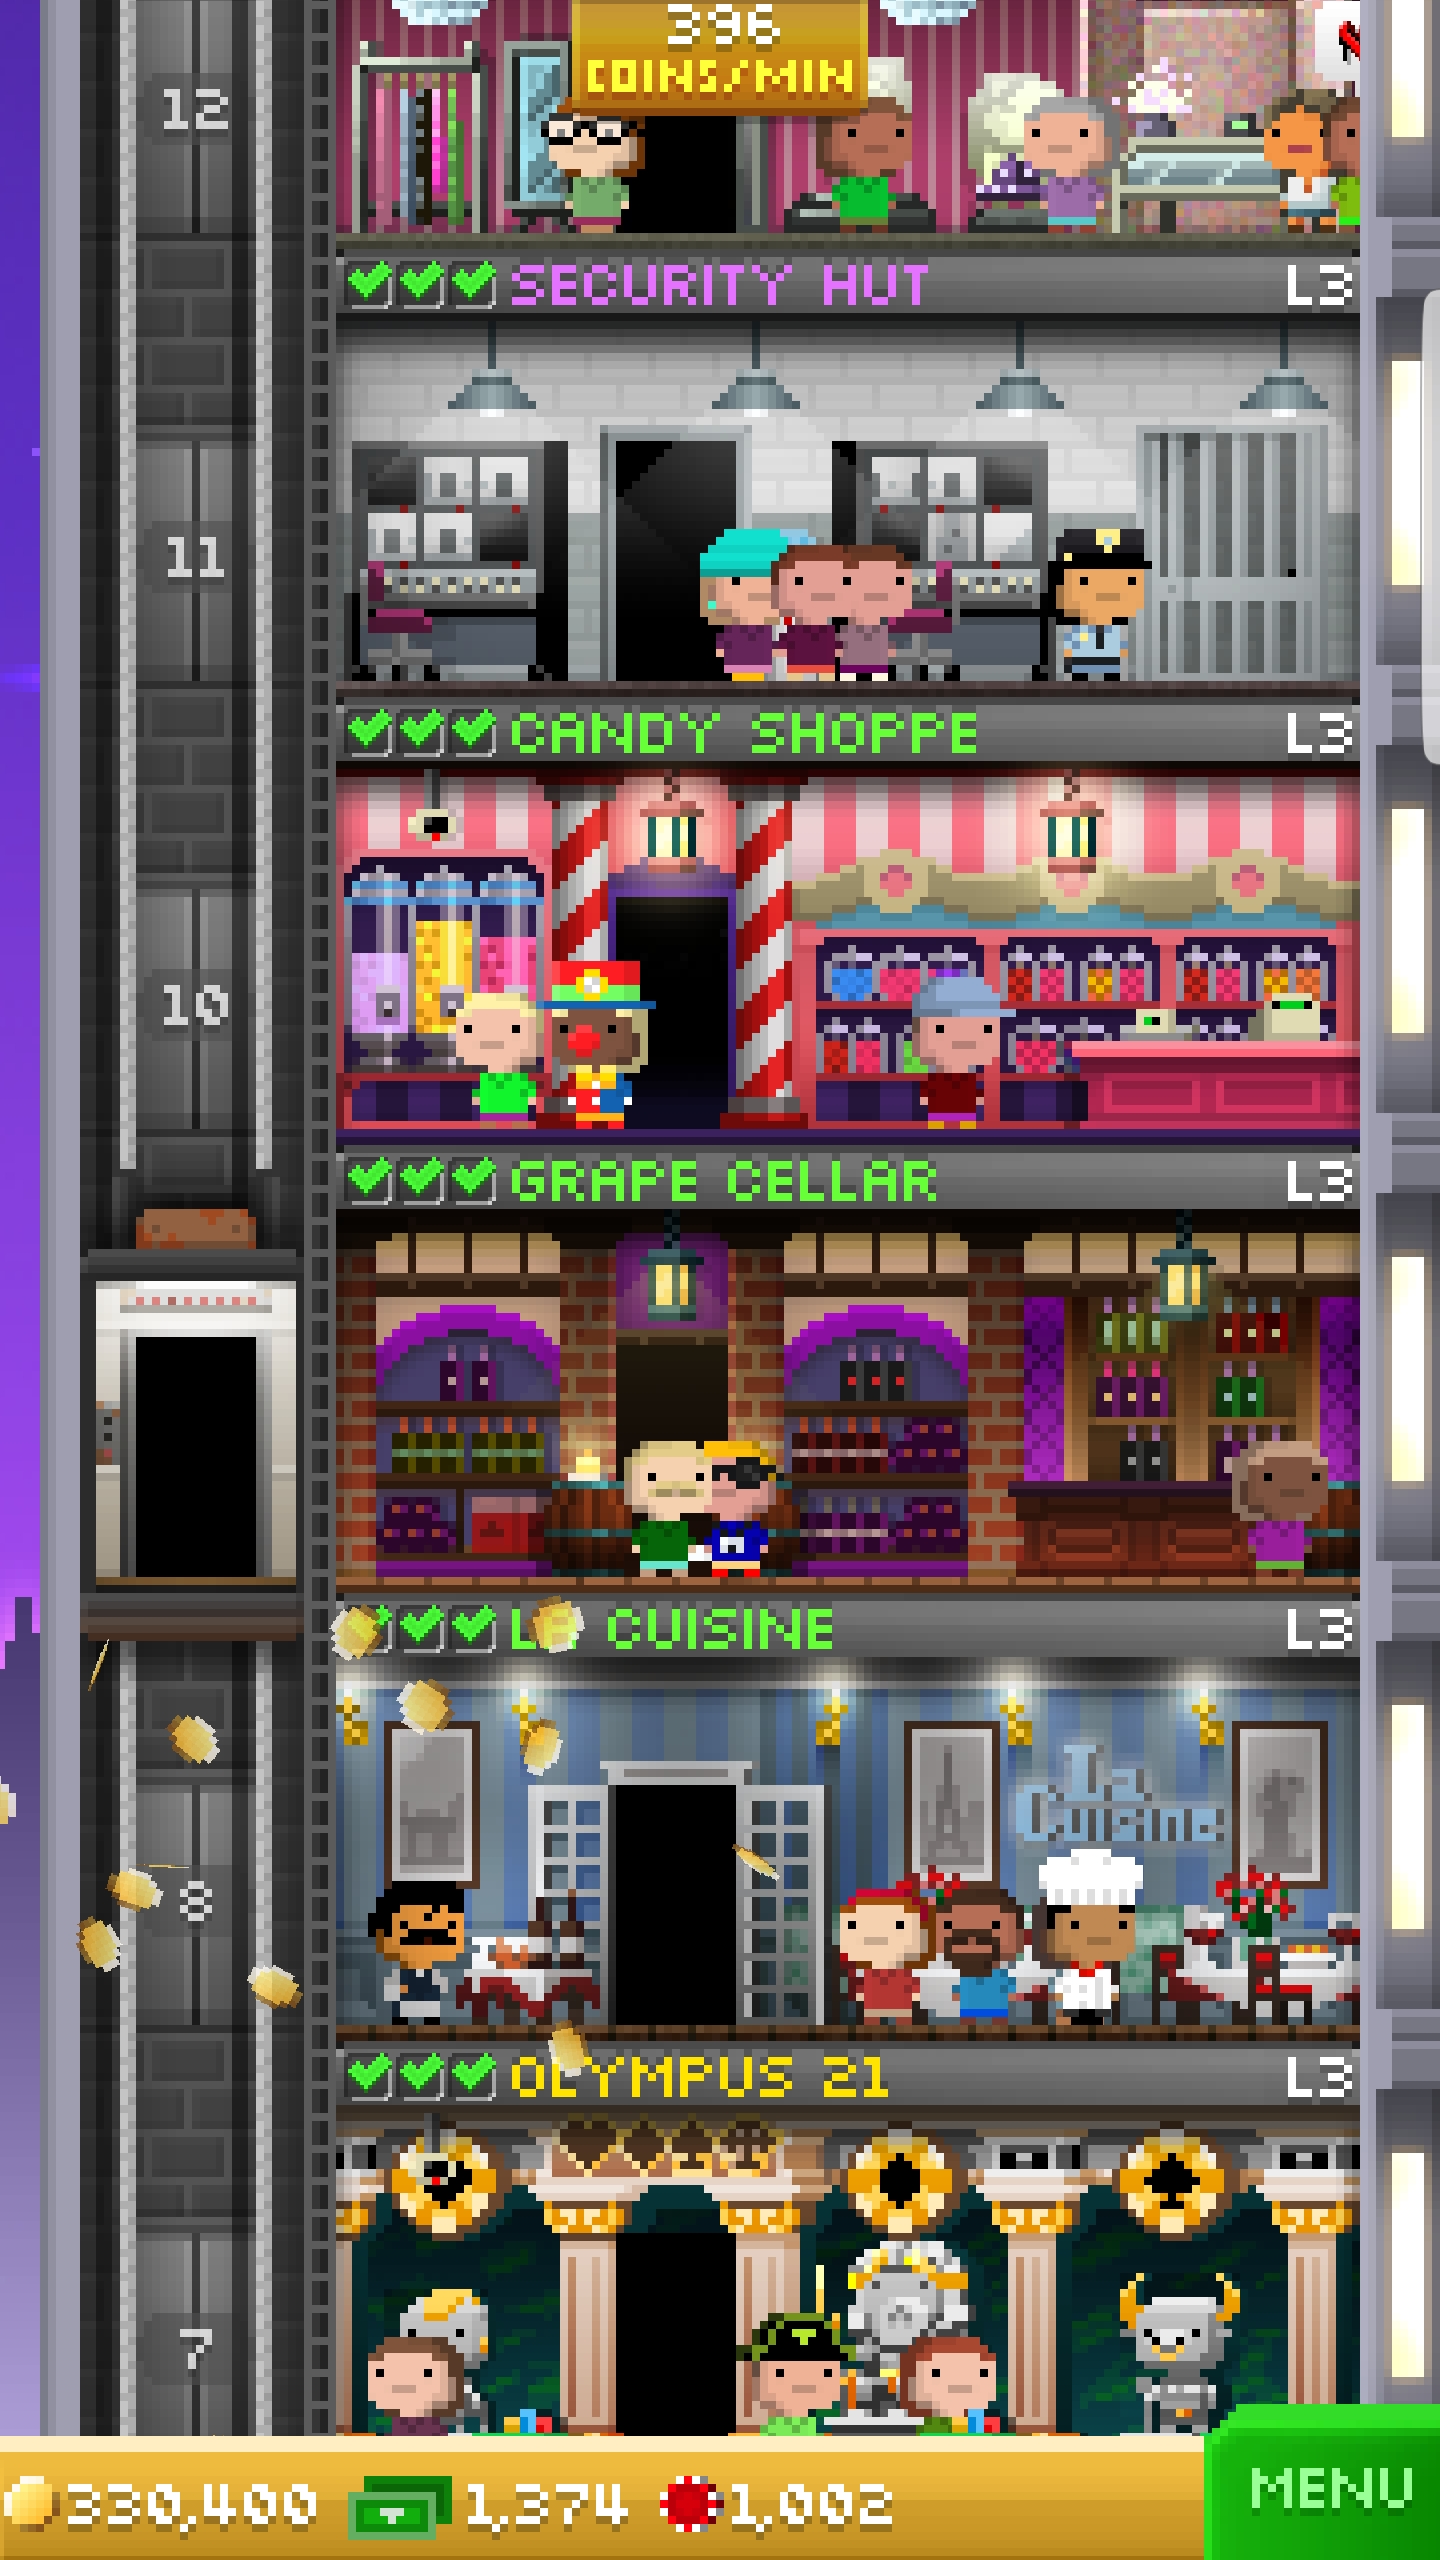 396
COINS/MIN
12
SECURITY HUT L3
11
CANDY SHOPPE L3
10
GRAPE CELLAR L3
LA CUISINE L3
La
Cuisine
8
OLYMPUS 21 L3
7
330,400 1,374 1,002
MENU